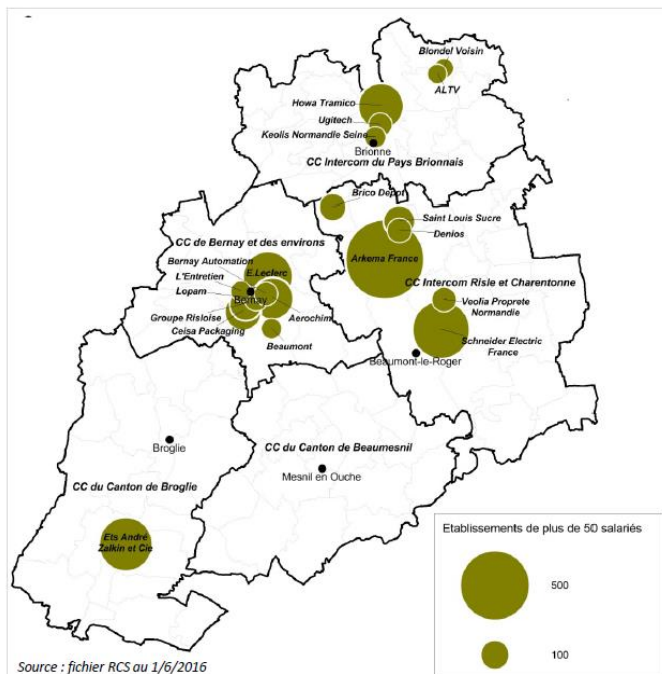 Blondel Voisin
ALTV
Howa Tramico
Ugitech
Keolis Normandie Seine
Brionne
CC Intercom du Pays Brionnais
Brico Depot
Saint Louis Sucre
Denios
CC de Bernay et des environs
Arkema France
Bernay Automation
E.Leclerc
L'Entretien
CC Intercom Risle et Charentonne
Lopam
Bernay
Veolia Proprete
Normandie
Groupe Risloise
Aerochim
Ceisa Packaging
Schneider Electric
France
Beaumont
Beaumont-le-Roger
Broglie
CC du Canton de Beaumesnil
Mesnil en Ouche
CC du Canton de Broglie
Ets André
Zalkin et Cie
Etablissements de plus de 50 salariés
500
100
Source : fichier RCS au 1/6/2016